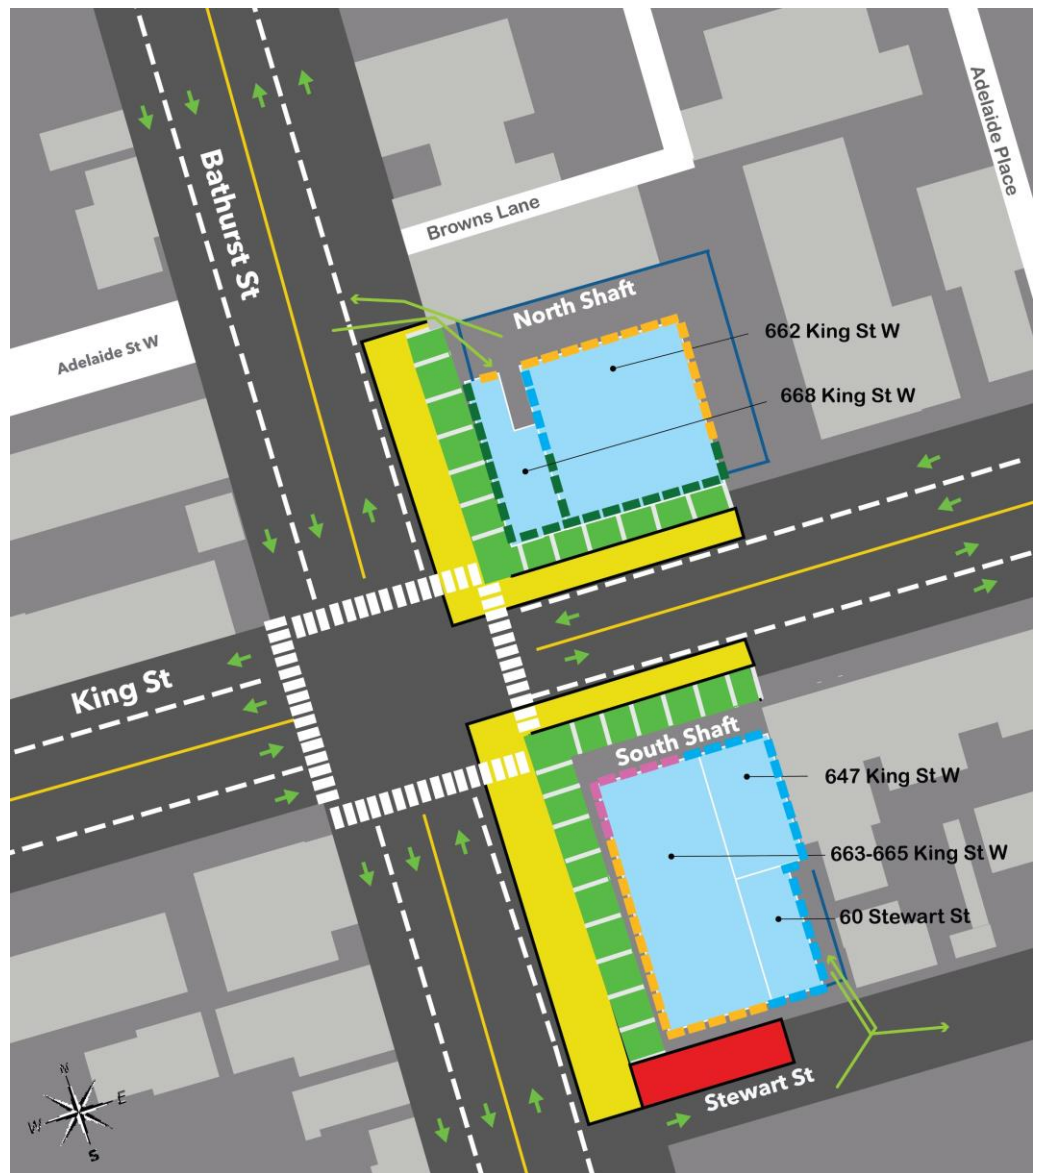 Adelaide Place
Bathurst St
Browns Lane
North Shaft
662 King St W
Adelaide St W
668 King St W
King St
South Shaft
647 King St W
663-665 King St W
60 Stewart St
Stewart St
N
E
W
S